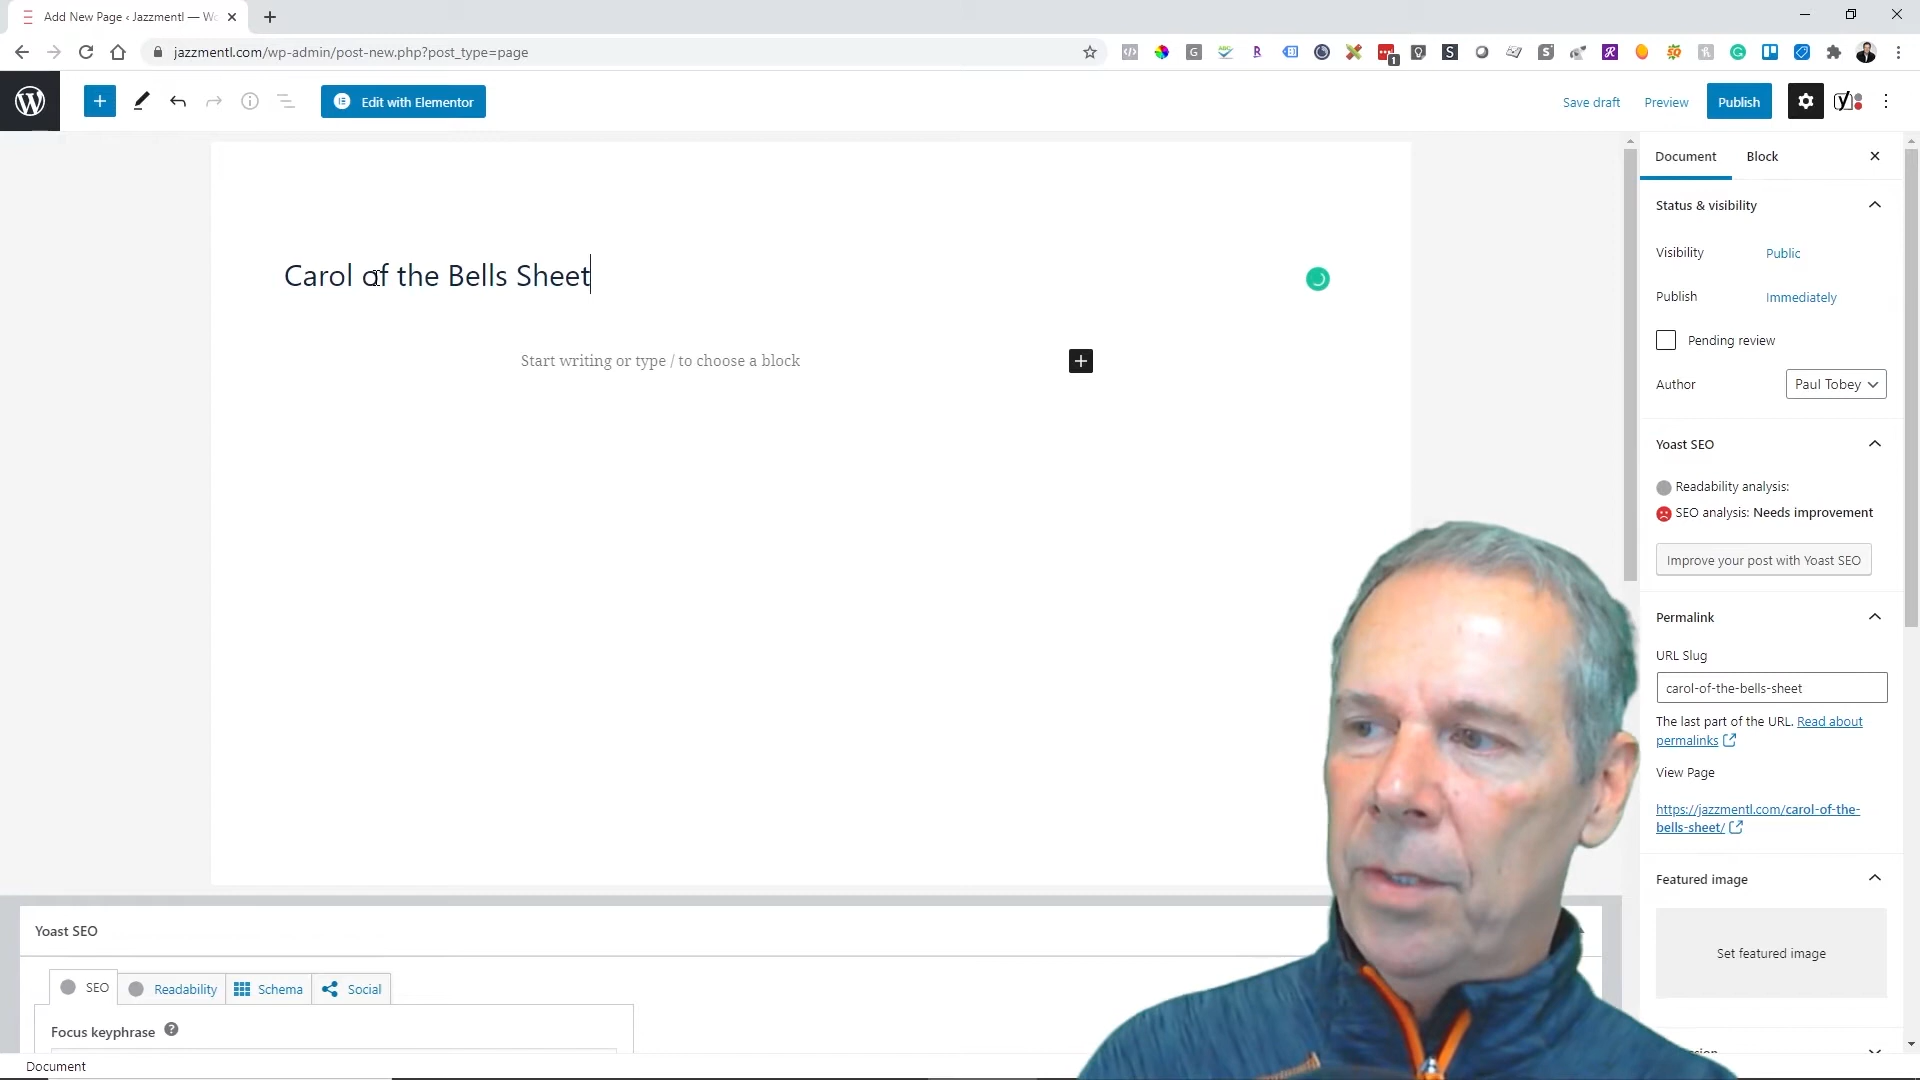 Add New Page ‹ Jazzmentl — Wo
jazzmentl.com/wp-admin/post-new.php?post_type=page
Edit with Elementor
Save draft
Preview
Publish
Document
Block
Status & visibility
Visibility
Public
Publish
Immediately
Pending review
Author
Paul Tobey
Carol of the Bells Sheet
Start writing or type / to choose a block
Yoast SEO
Readability analysis:
SEO analysis: Needs improvement
Improve your post with Yoast SEO
Permalink
URL Slug
carol-of-the-bells-sheet
The last part of the URL. Read about
permalinks
View Page
https://jazzmentl.com/carol-of-the-
bells-sheet/
Featured image
Set featured image
Yoast SEO
SEO
Readability
Schema
Social
Focus keyphrase
Document